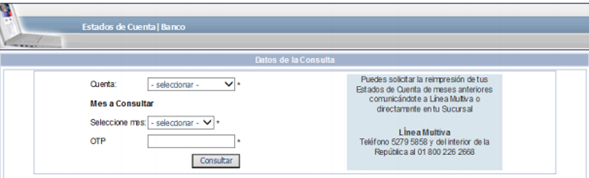 Estados de Cuenta| Banco
Datos de la Consulta
Cuenta: - seleccionar - *
Mes a Consultar
Seleccione mes: - seleccionar - *
OTP *
Consultar
Puedes solicitar la reimpresión de tus
Estados de Cuenta de meses anteriores
comunicándote a Línea Multiva o
directamente en tu Sucursal
Línea Multiva
Teléfono 5279 5858 y del interior de la
República al 01 800 226 2668